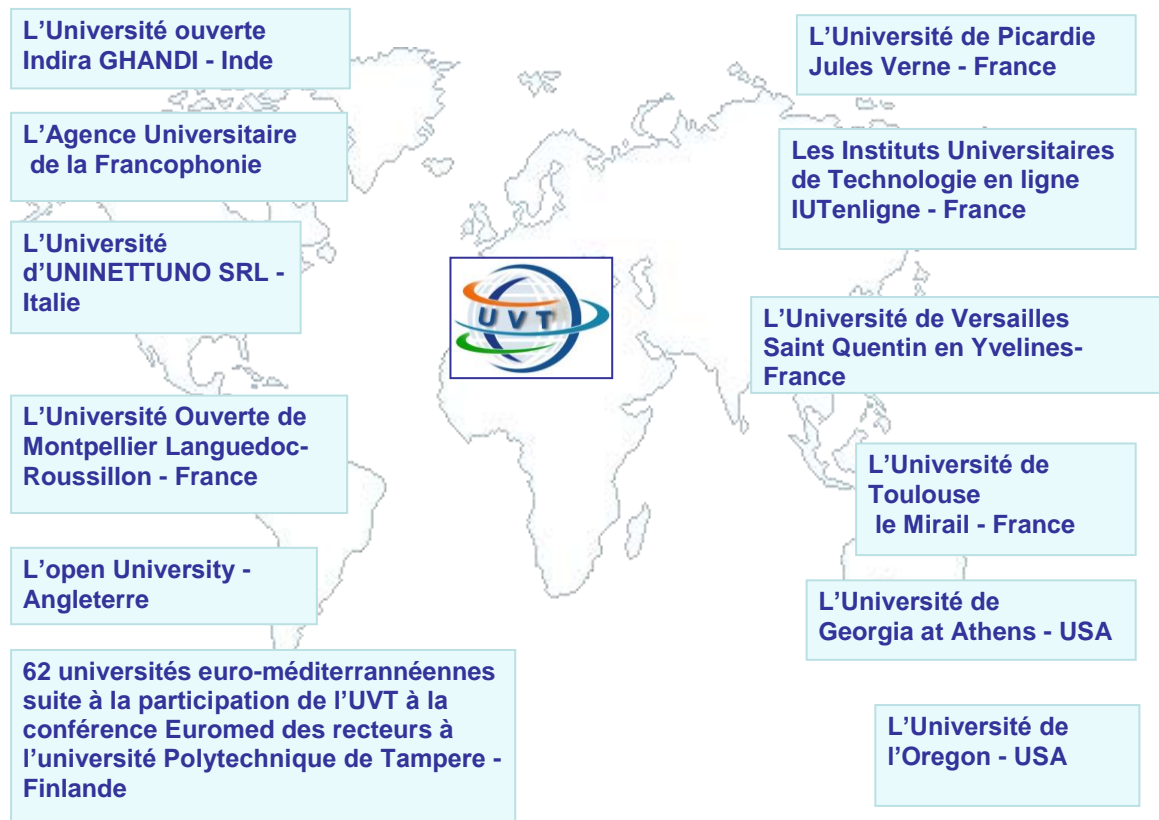 L'Université ouverte
Indira GHANDI - Inde
L'Agence Universitaire
de la Francophonie
L'Université
d'UNINETTUNO SRL -
Italie
L'Université Ouverte de
Montpellier Languedoc-
Roussillon - France
L'open University -
Angleterre
62 universités euro-méditerrannéennes
suite à la participation de l'UVT à la
conférence Euromed des recteurs à
l'université Polytechnique de Tampere -
Finlande
UVT
L'Université de Picardie
Jules Verne - France
Les Instituts Universitaires
de Technologie en ligne
IUTenligne - France
L'Université de Versailles
Saint Quentin en Yvelines-
France
L'Université de
Toulouse
le Mirail - France
L'Université de
Georgia at Athens - USA
L'Université de
l'Oregon - USA